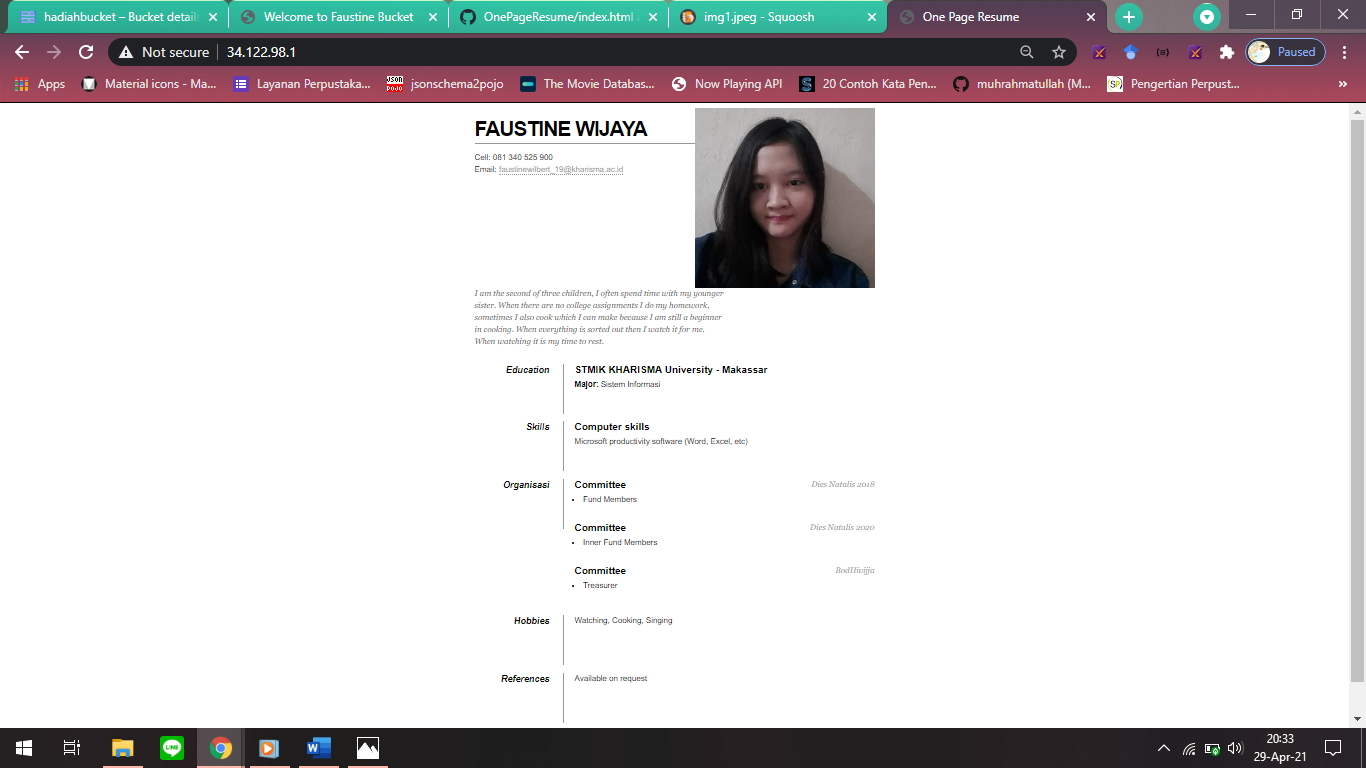 hadiahbucket – Bucket details
Welcome to Faustine Bucket
OnePageResume/index.html
img1.jpeg - Squoosh
One Page Resume
Not secure
34.122.98.1
Paused
Apps
Material icons - Ma...
Layanan Perpustaka...
JSON POJO
jsonschema2pojo
The Movie Databas...
Now Playing API
20 Contoh Kata Pen...
muhrahmatullah (M...
Pengertian Perpust...
FAUSTINE WIJAYA
Cell: 081 340 525 900
Email: faustinewilbert_19@kharisma.ac.id
I am the second of three children, I often spend time with my younger
sister. When there are no college assignments I do my homework,
sometimes I also cook which I can make because I am still a beginner
in cooking. When everything is sorted out then I watch it for me.
When watching it is my time to rest.
Education
STMIK KHARISMA University - Makassar
Major: Sistem Informasi
Skills
Computer skills
Microsoft productivity software (Word, Excel, etc)
Organisasi
Committee
Dies Natalis 2018
• Fund Members
Committee
Dies Natalis 2020
• Inner Fund Members
Committee
BodHivijja
• Treasurer
Hobbies
Watching, Cooking, Singing
References
Available on request
LINE
20:33
29-Apr-21